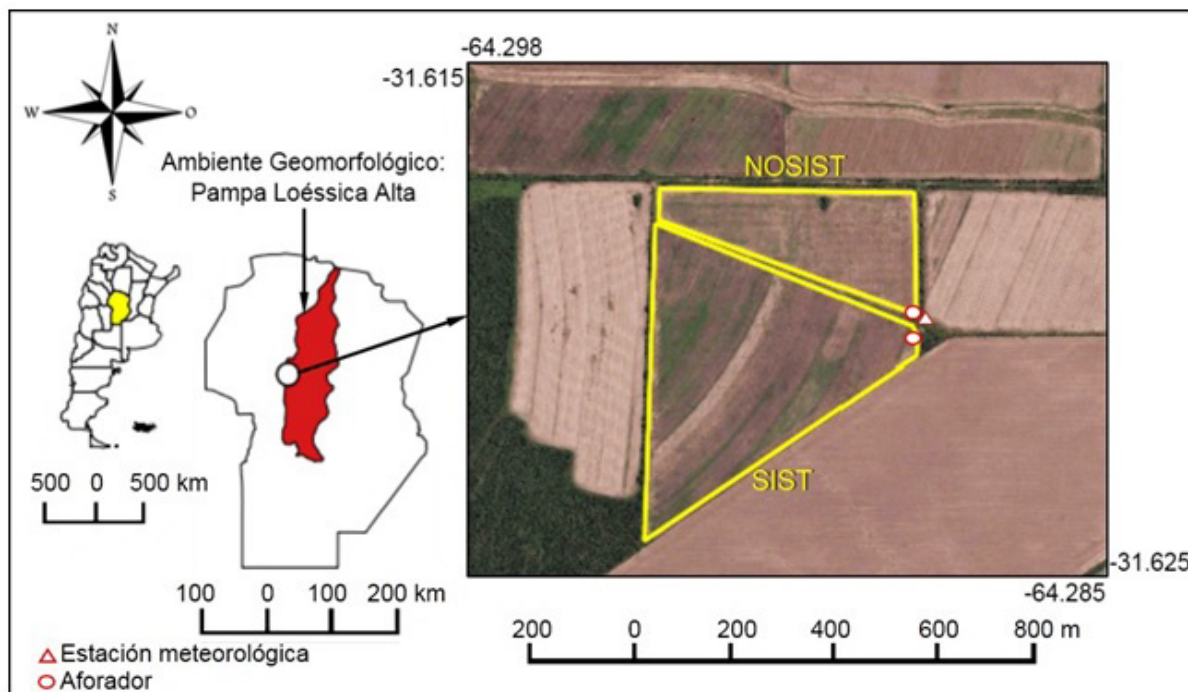 N
W
O
S
Ambiente Geomorfológico:
Pampa Loéssica Alta
-64.298
-31.615
NOSIST
SIST
-31.625
-64.285
500 0 500 km
100 0 100 200 km
200 0 200 400 600 800 m
Estación meteorológica
Aforador